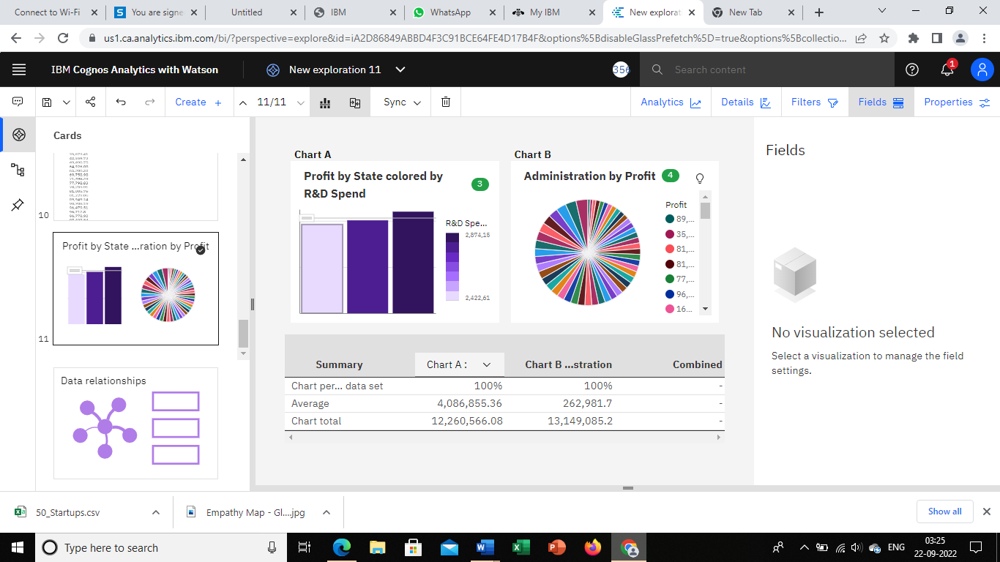 Connect to Wi-Fi
You are signe
Untitled
IBM
WhatsApp
My IBM
New explorat
New Tab
us1.ca.analytics.ibm.com/bi/?perspective=explore&id=iA2D86849ABBD4F3C91BCE64FE4D17B4F&options%5BdisableGlassPrefetch%5D=true&options%5Bcollectio...
IBM Cognos Analytics with Watson
New exploration 11
356
Search content
1
Create +
11/11
Sync
Analytics
Details
Filters
Fields
Properties
Cards
10
Profit by State ...ration by Profit
11
Data relationships
Chart A
Profit by State colored by
R&D Spend
3
R&D Spe...
2,874,15
2,422,61
Chart B
Administration by Profit
4
Profit
89,...
35,...
81,...
81,...
77,...
96,...
16...
Summary Chart A : Chart B ...stration Combined
Chart per... data set 100% 100% -
Average 4,086,855.36 262,981.7 -
Chart total 12,260,566.08 13,149,085.2 -
Fields
No visualization selected
Select a visualization to manage the field
settings.
50_Startups.csv
Empathy Map - Gl....jpg
Show all
Type here to search
ENG
03:25
22-09-2022